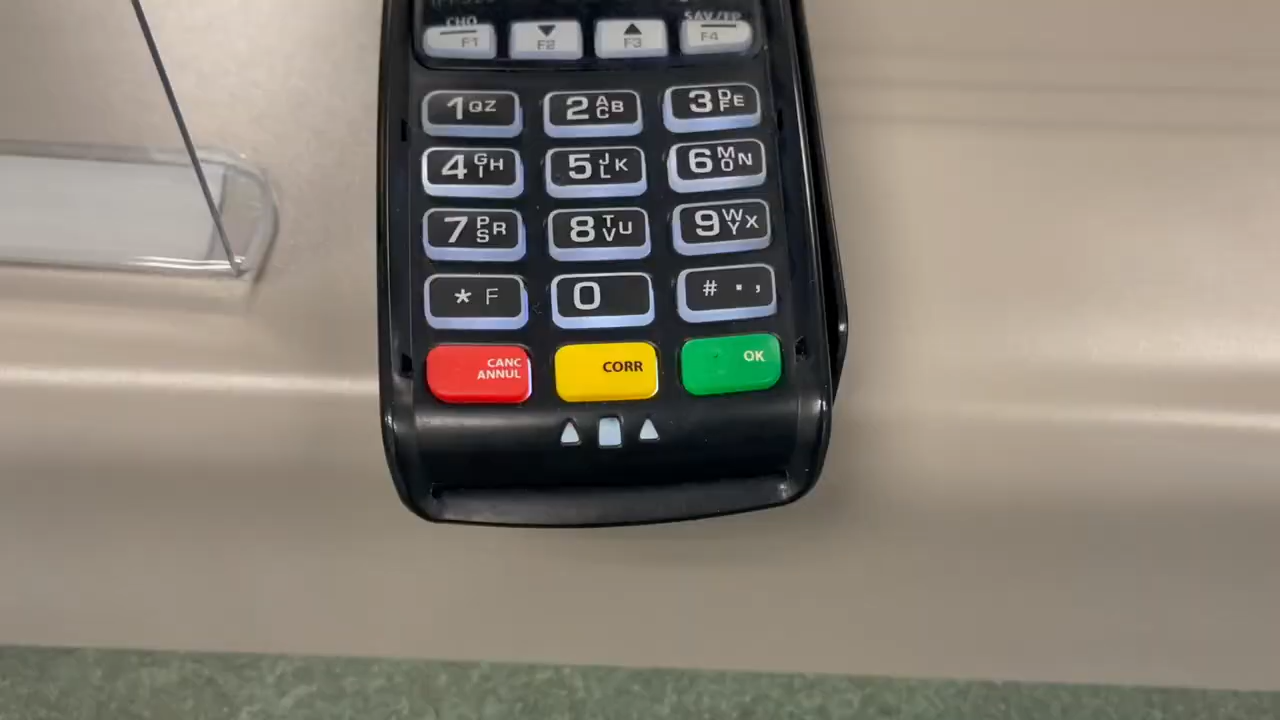 CHQ SAV/EP
F1 F2 F3 F4
1 QZ 2 ABC 3 DEF
4 GHI 5 JKL 6 MNO
7 PRS 8 TUV 9 WXY
* F 0 # . ,
CANC ANNUL CORR OK